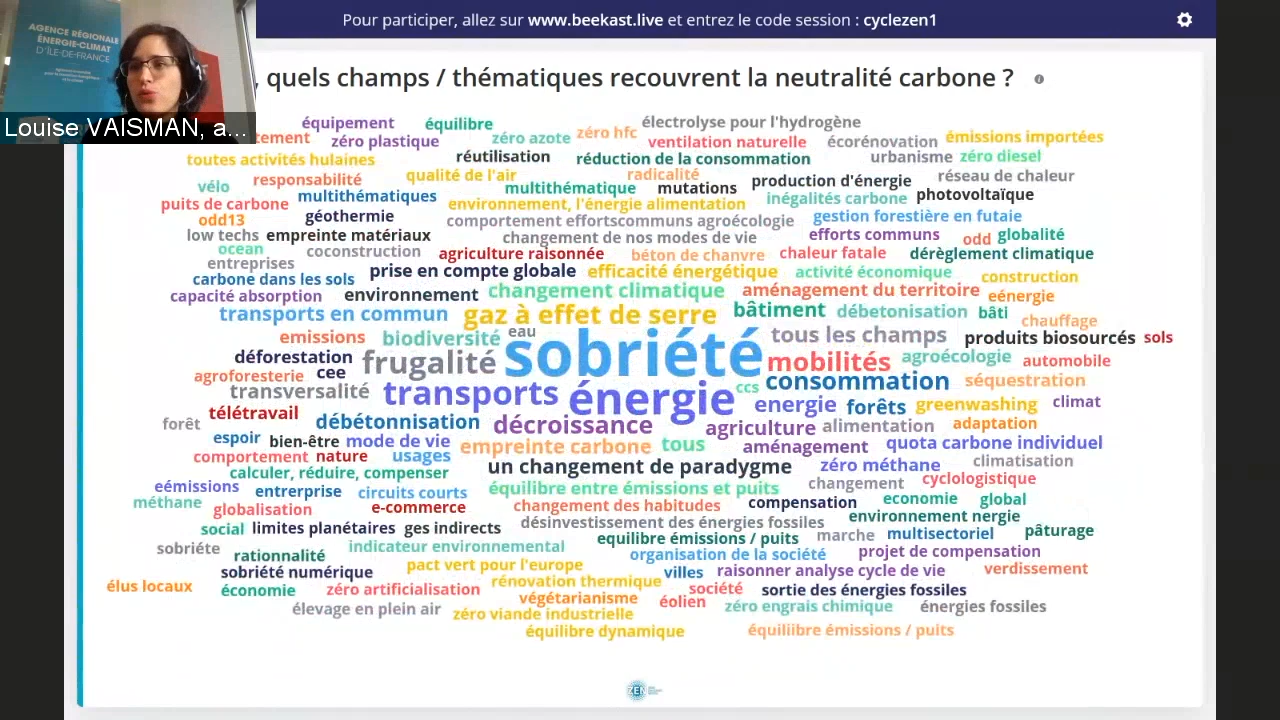 Pour participer, allez sur www.beekast.live et entrez le code session : cyclezen1
AGENCE RÉGIONALE
ÉNERGIE-CLIMAT
D'ÎLE-DE-FRANCE
Louise VAISMAN, a...
, quels champs / thématiques recouvrent la neutralité carbone ?
équipement équilibre électrolyse pour l'hydrogène
tement zéro plastique zéro azote zéro hfc ventilation naturelle écorénovation émissions importées
toutes activités hulaines réutilisation réduction de la consommation urbanisme zéro diesel
responsabilité qualité de l'air radicalité production d'énergie réseau de chaleur
vélo multithématiques multithématique mutations inégalités carbone photovoltaïque
puits de carbone environnement, l'énergie alimentation
odd13 géothermie comportement effortscommuns agroécologie gestion forestière en futaie
low techs empreinte matériaux changement de nos modes de vie efforts communs odd globalité
ocean coconstruction agriculture raisonnée béton de chanvre chaleur fatale dérèglement climatique
entreprises prise en compte globale efficacité énergétique activité économique construction
carbone dans les sols changement climatique aménagement du territoire
capacité absorption environnement eénergie
transports en commun gaz à effet de serre bâtiment débetonisation bâti chauffage
emissions biodiversité eau sobriété tous les champs produits biosourcés sols
déforestation frugalité mobilités agroécologie automobile
agroforesterie cee consommation séquestration
transversalité transports énergie ccs energie forêts greenwashing climat
télétravail débétonnisation décroissance agriculture alimentation adaptation
forêt
espoir bien-être mode de vie empreinte carbone tous aménagement quota carbone individuel
comportement nature usages un changement de paradygme zéro méthane climatisation
calculer, réduire, compenser changement cyclologistique
eémissions entrerprise circuits courts équilibre entre émissions et puits economie global
méthane globalisation e-commerce changement des habitudes compensation environnement nergie
social limites planétaires ges indirects désinvestissement des énergies fossiles marche multisectoriel pâturage
sobriéte rationnalité indicateur environnemental equilibre émissions / puits projet de compensation
organisation de la société
sobriété numérique pact vert pour l'europe villes raisonner analyse cycle de vie verdissement
élus locaux économie zéro artificialisation rénovation thermique société sortie des énergies fossiles
végétarianisme éolien
élevage en plein air zéro viande industrielle zéro engrais chimique énergies fossiles
équilibre dynamique équiliibre émissions / puits
ZEN